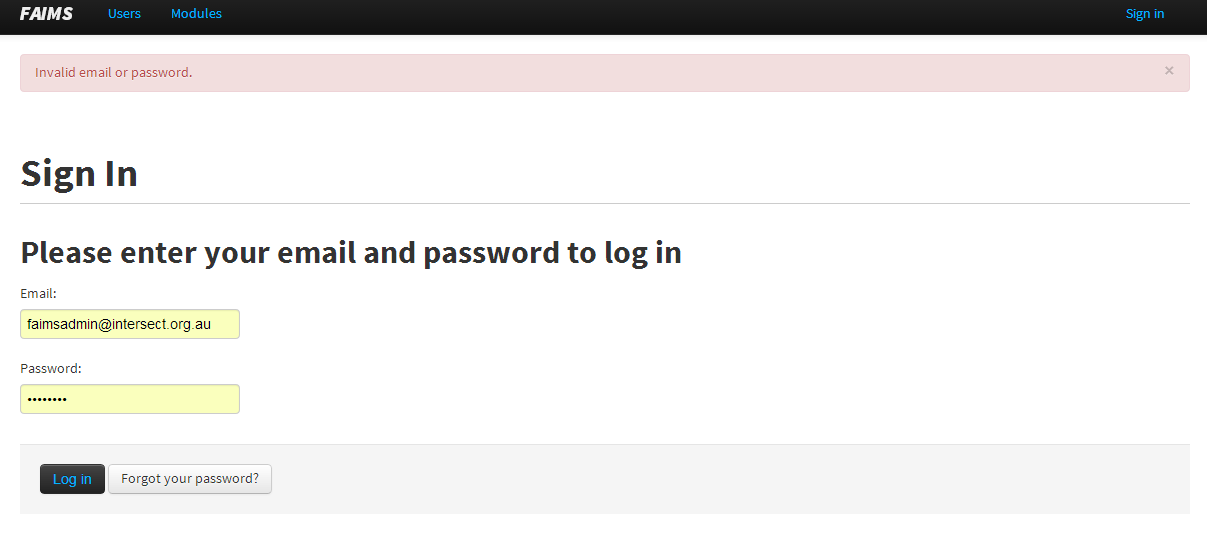 FAIMS Users Modules Sign in
Invalid email or password. ×
Sign In
Please enter your email and password to log in
Email:
faimsadmin@intersect.org.au
Password:
••••••••
Log in Forgot your password?